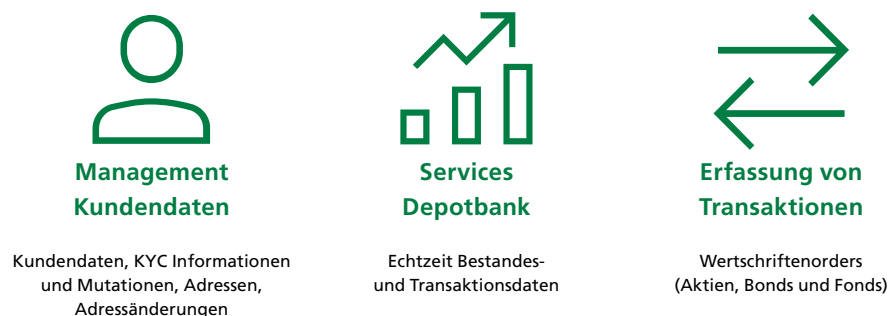 Management
Kundendaten
Kundendaten, KYC Informationen
und Mutationen, Adressen,
Adressänderungen
Services
Depotbank
Echtzeit Bestandes-
und Transaktionsdaten
Erfassung von
Transaktionen
Wertschriftenorders
(Aktien, Bonds und Fonds)